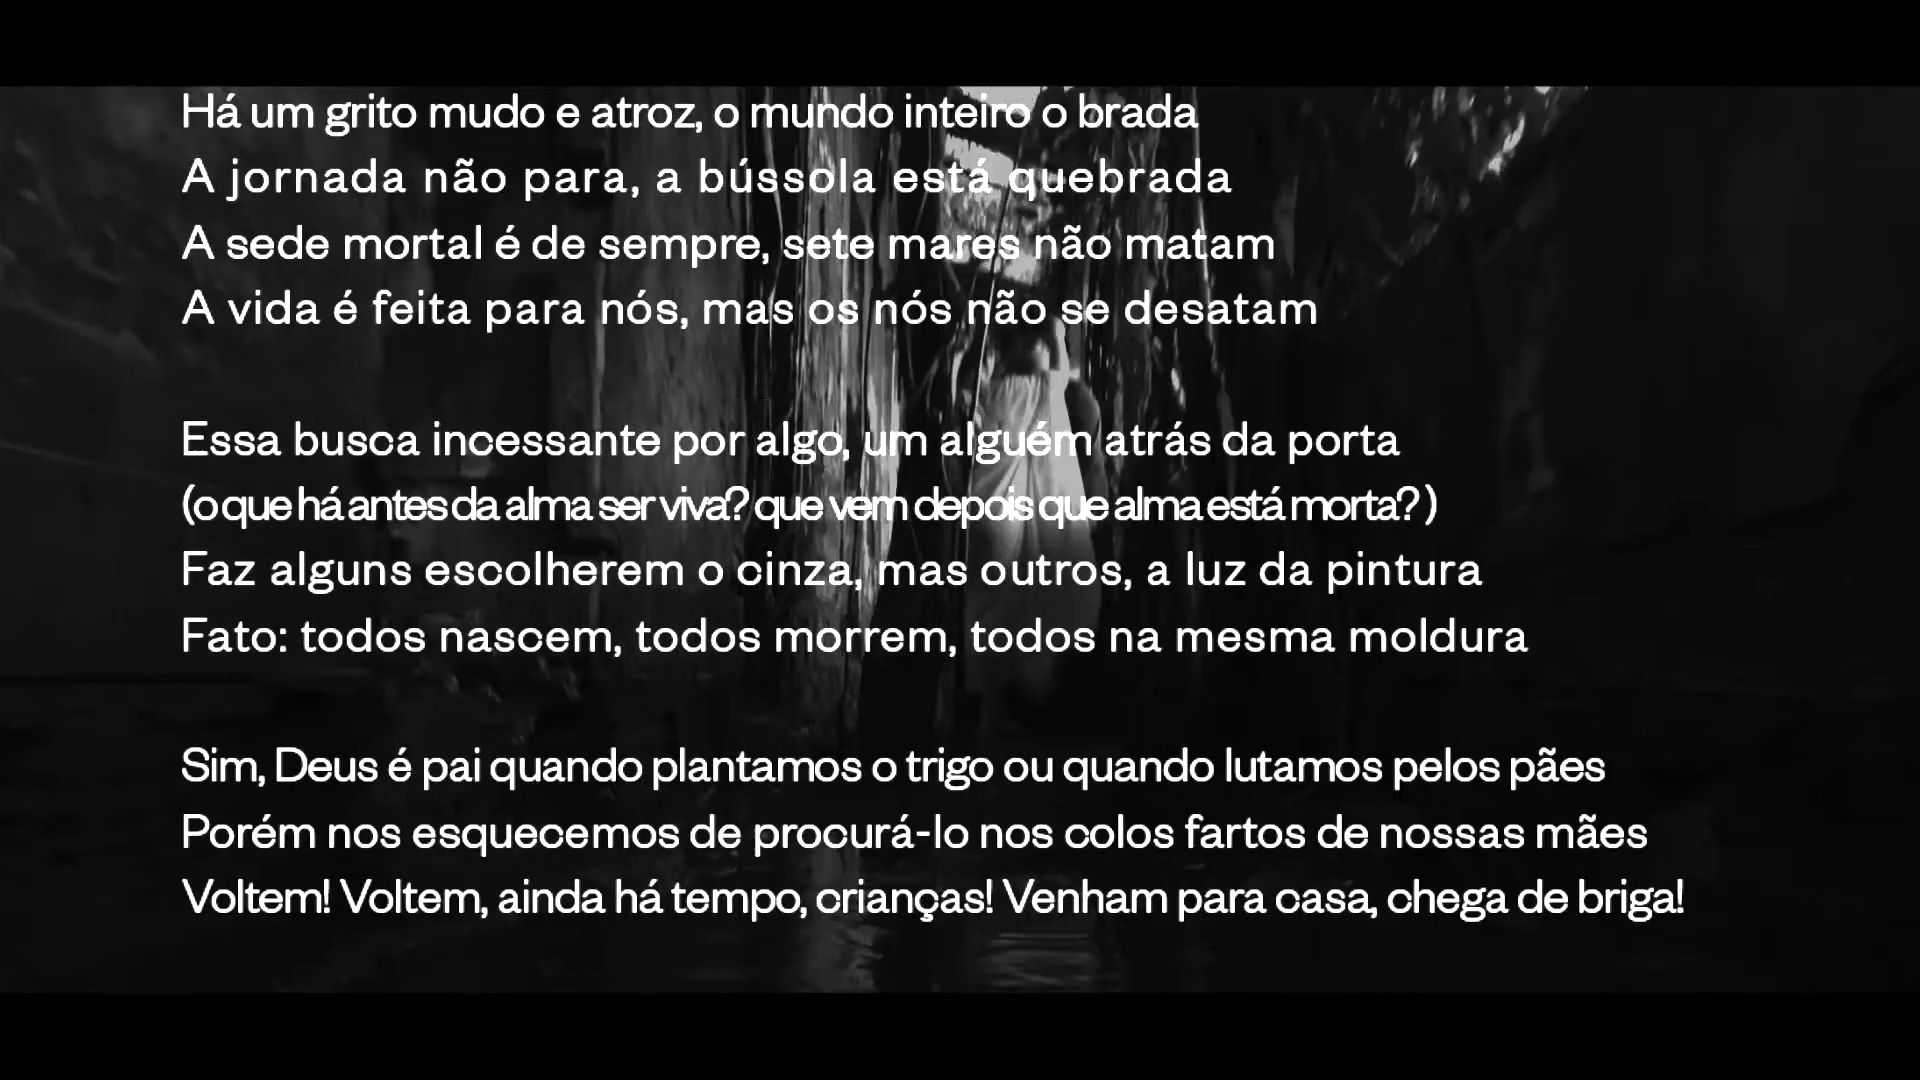 Há um grito mudo e atroz, o mundo inteiro o brada
A jornada não para, a bússola está quebrada
A sede mortal é de sempre, sete mares não matam
A vida é feita para nós, mas os nós não se desatam
Essa busca incessante por algo, um alguém atrás da porta
(o que há antes da alma ser viva? que vem depois que alma está morta?)
Faz alguns escolherem o cinza, mas outros, a luz da pintura
Fato: todos nascem, todos morrem, todos na mesma moldura
Sim, Deus é pai quando plantamos o trigo ou quando lutamos pelos pães
Porém nos esquecemos de procurá-lo nos colos fartos de nossas mães
Voltem! Voltem, ainda há tempo, crianças! Venham para casa, chega de briga!